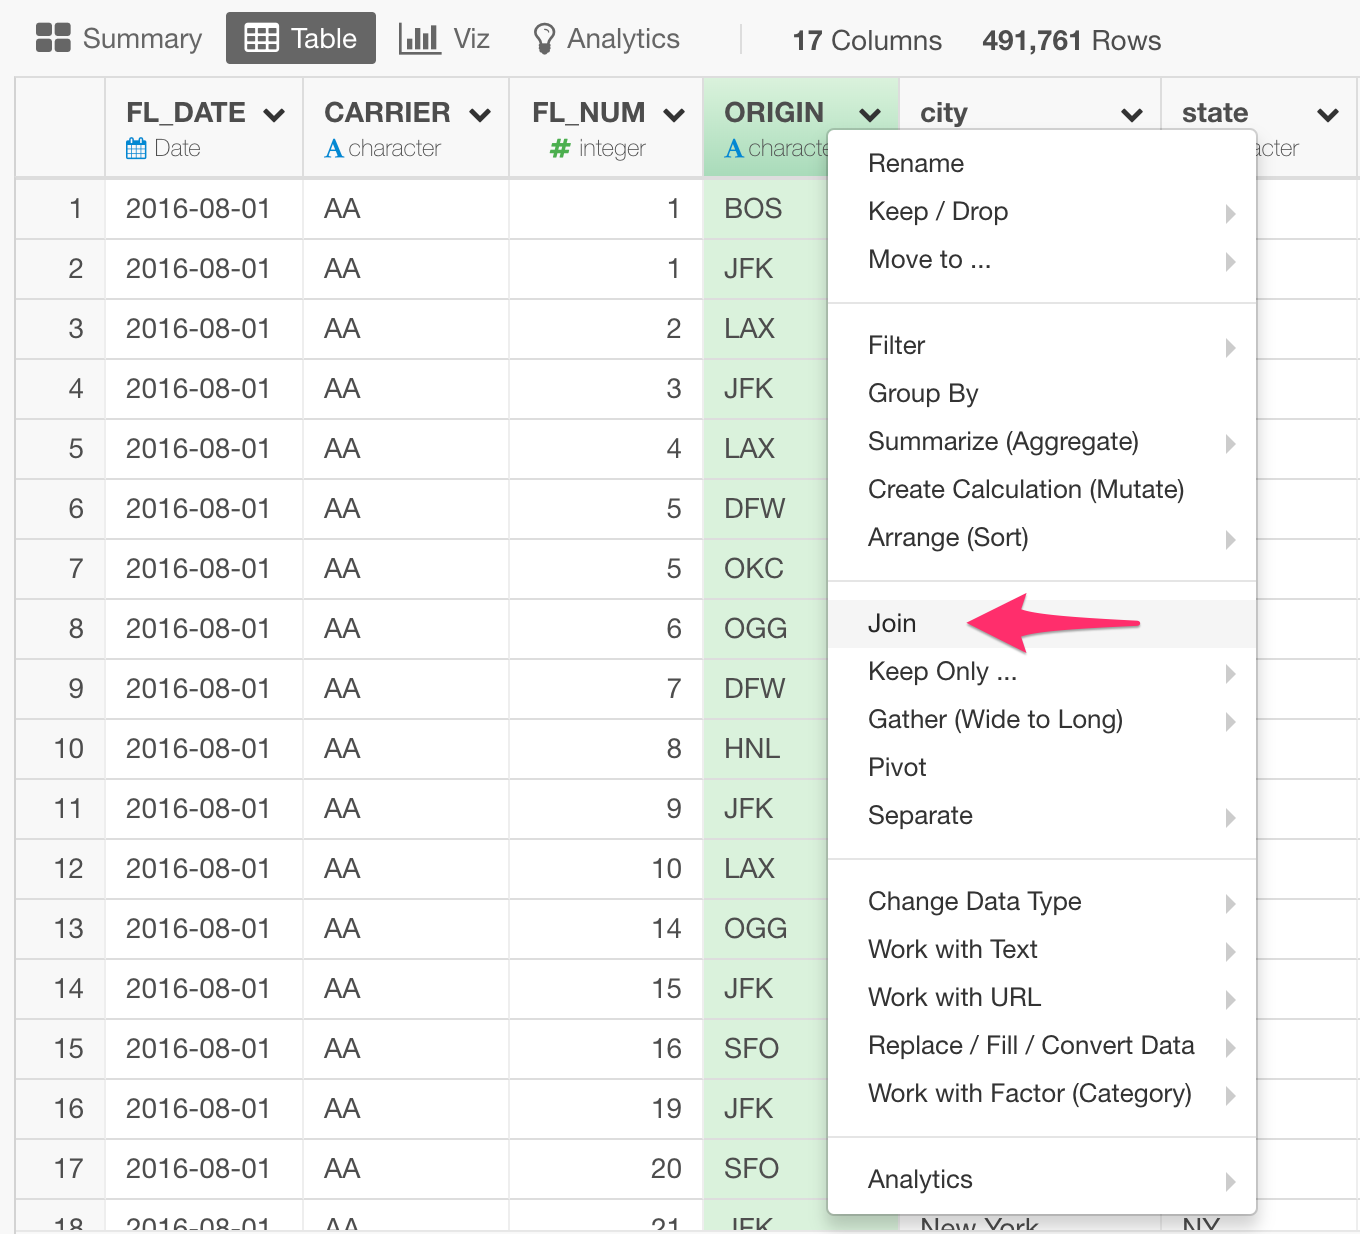 Summary Table Viz Analytics 17 Columns 491,761 Rows
FL_DATE CARRIER FL_NUM ORIGIN city state
Date A character # integer A characte acter
1 2016-08-01 AA 1 BOS
2 2016-08-01 AA 1 JFK
3 2016-08-01 AA 2 LAX
4 2016-08-01 AA 3 JFK
5 2016-08-01 AA 4 LAX
6 2016-08-01 AA 5 DFW
7 2016-08-01 AA 5 OKC
8 2016-08-01 AA 6 OGG
9 2016-08-01 AA 7 DFW
10 2016-08-01 AA 8 HNL
11 2016-08-01 AA 9 JFK
12 2016-08-01 AA 10 LAX
13 2016-08-01 AA 14 OGG
14 2016-08-01 AA 15 JFK
15 2016-08-01 AA 16 SFO
16 2016-08-01 AA 19 JFK
17 2016-08-01 AA 20 SFO
18 2016-08-01 AA 21 JFK New York NY
Rename
Keep / Drop
Move to ...
Filter
Group By
Summarize (Aggregate)
Create Calculation (Mutate)
Arrange (Sort)
Join
Keep Only ...
Gather (Wide to Long)
Pivot
Separate
Change Data Type
Work with Text
Work with URL
Replace / Fill / Convert Data
Work with Factor (Category)
Analytics